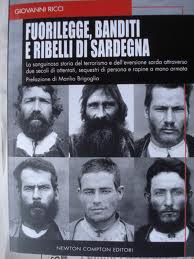 GIOVANNI RICCI
FUORILEGGE, BANDITI
E RIBELLI DI SARDEGNA
La sanguinosa storia del terrorismo e dell'eversione sarda attraverso
due secoli di attentati, sequestri di persona e rapine a mano armata
Prefazione di Manlio Brigaglia
NEWTON COMPTON EDITORI